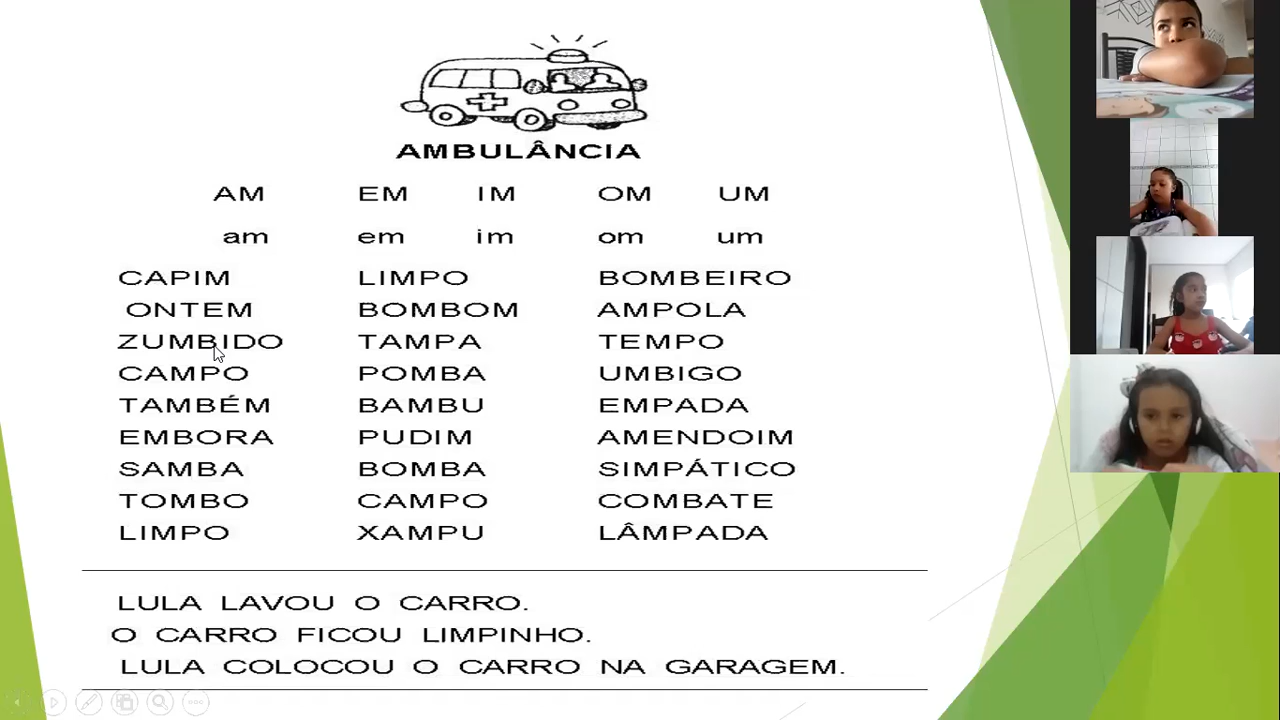 AMBULÂNCIA
AM EM IM OM UM
am em im om um
CAPIM LIMPO BOMBEIRO
ONTEM BOMBOM AMPOLA
ZUMBIDO TAMPA TEMPO
CAMPO POMBA UMBIGO
TAMBÉM BAMBU EMPADA
EMBORA PUDIM AMENDOIM
SAMBA BOMBA SIMPÁTICO
TOMBO CAMPO COMBATE
LIMPO XAMPU LÂMPADA
LULA LAVOU O CARRO.
O CARRO FICOU LIMPINHO.
LULA COLOCOU O CARRO NA GARAGEM.